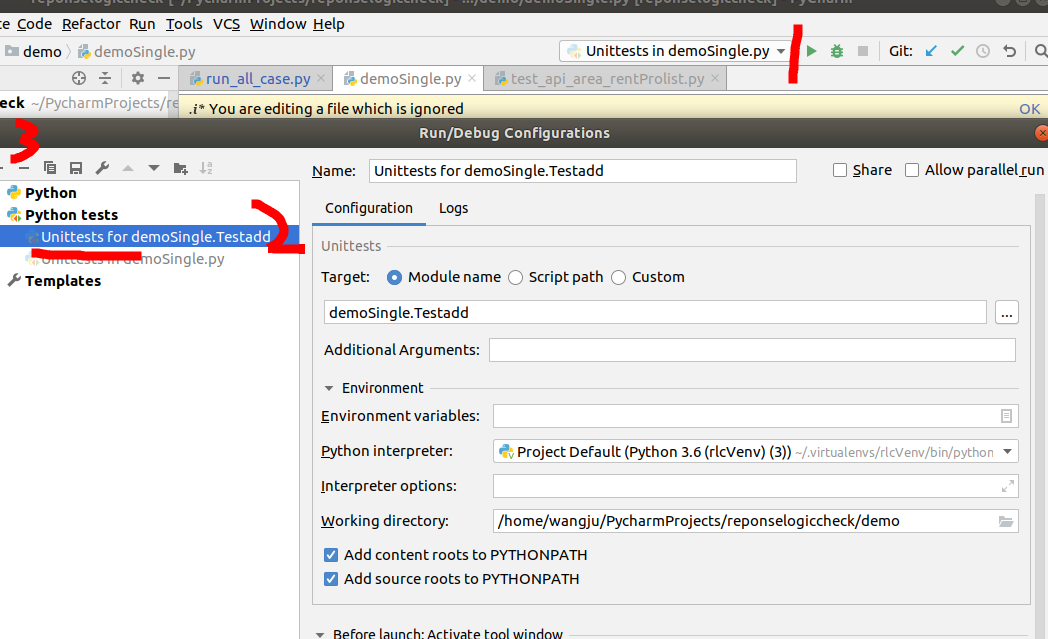 Code Refactor Run Tools VCS Window Help
demo demoSingle.py Unittests in demoSingle.py Git:
run_all_case.py demoSingle.py test_api_area_rentProlist.py
eck ~/PycharmProjects/re .i* You are editing a file which is ignored OK
Run/Debug Configurations
1
3
2
Name: Unittests for demoSingle.Testadd Share Allow parallel run
Python
Python tests
Unittests for demoSingle.Testadd
Unittests in demoSingle.py
Templates
Configuration Logs
Unittests
Target: Module name Script path Custom
demoSingle.Testadd ...
Additional Arguments:
Environment
Environment variables:
Python interpreter: Project Default (Python 3.6 (rlcVenv) (3)) ~/.virtualenvs/rlcVenv/bin/python
Interpreter options:
Working directory: /home/wangju/PycharmProjects/reponselogiccheck/demo
Add content roots to PYTHONPATH
Add source roots to PYTHONPATH
Before launch: Activate tool window